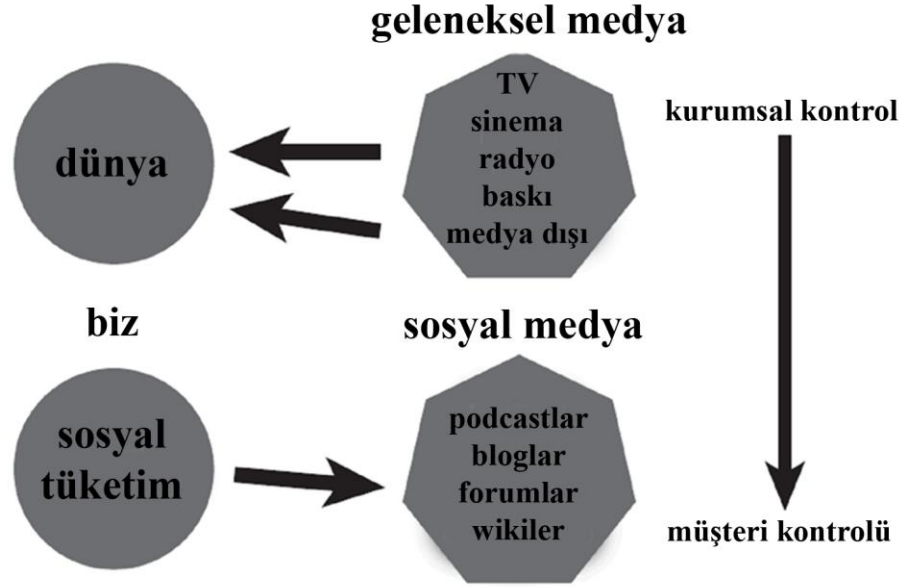 geleneksel medya
dünya
TV
sinema
radyo
baskı
medya dışı
kurumsal kontrol
biz
sosyal medya
sosyal
tüketim
podcastlar
bloglar
forumlar
wikiler
müşteri kontrolü